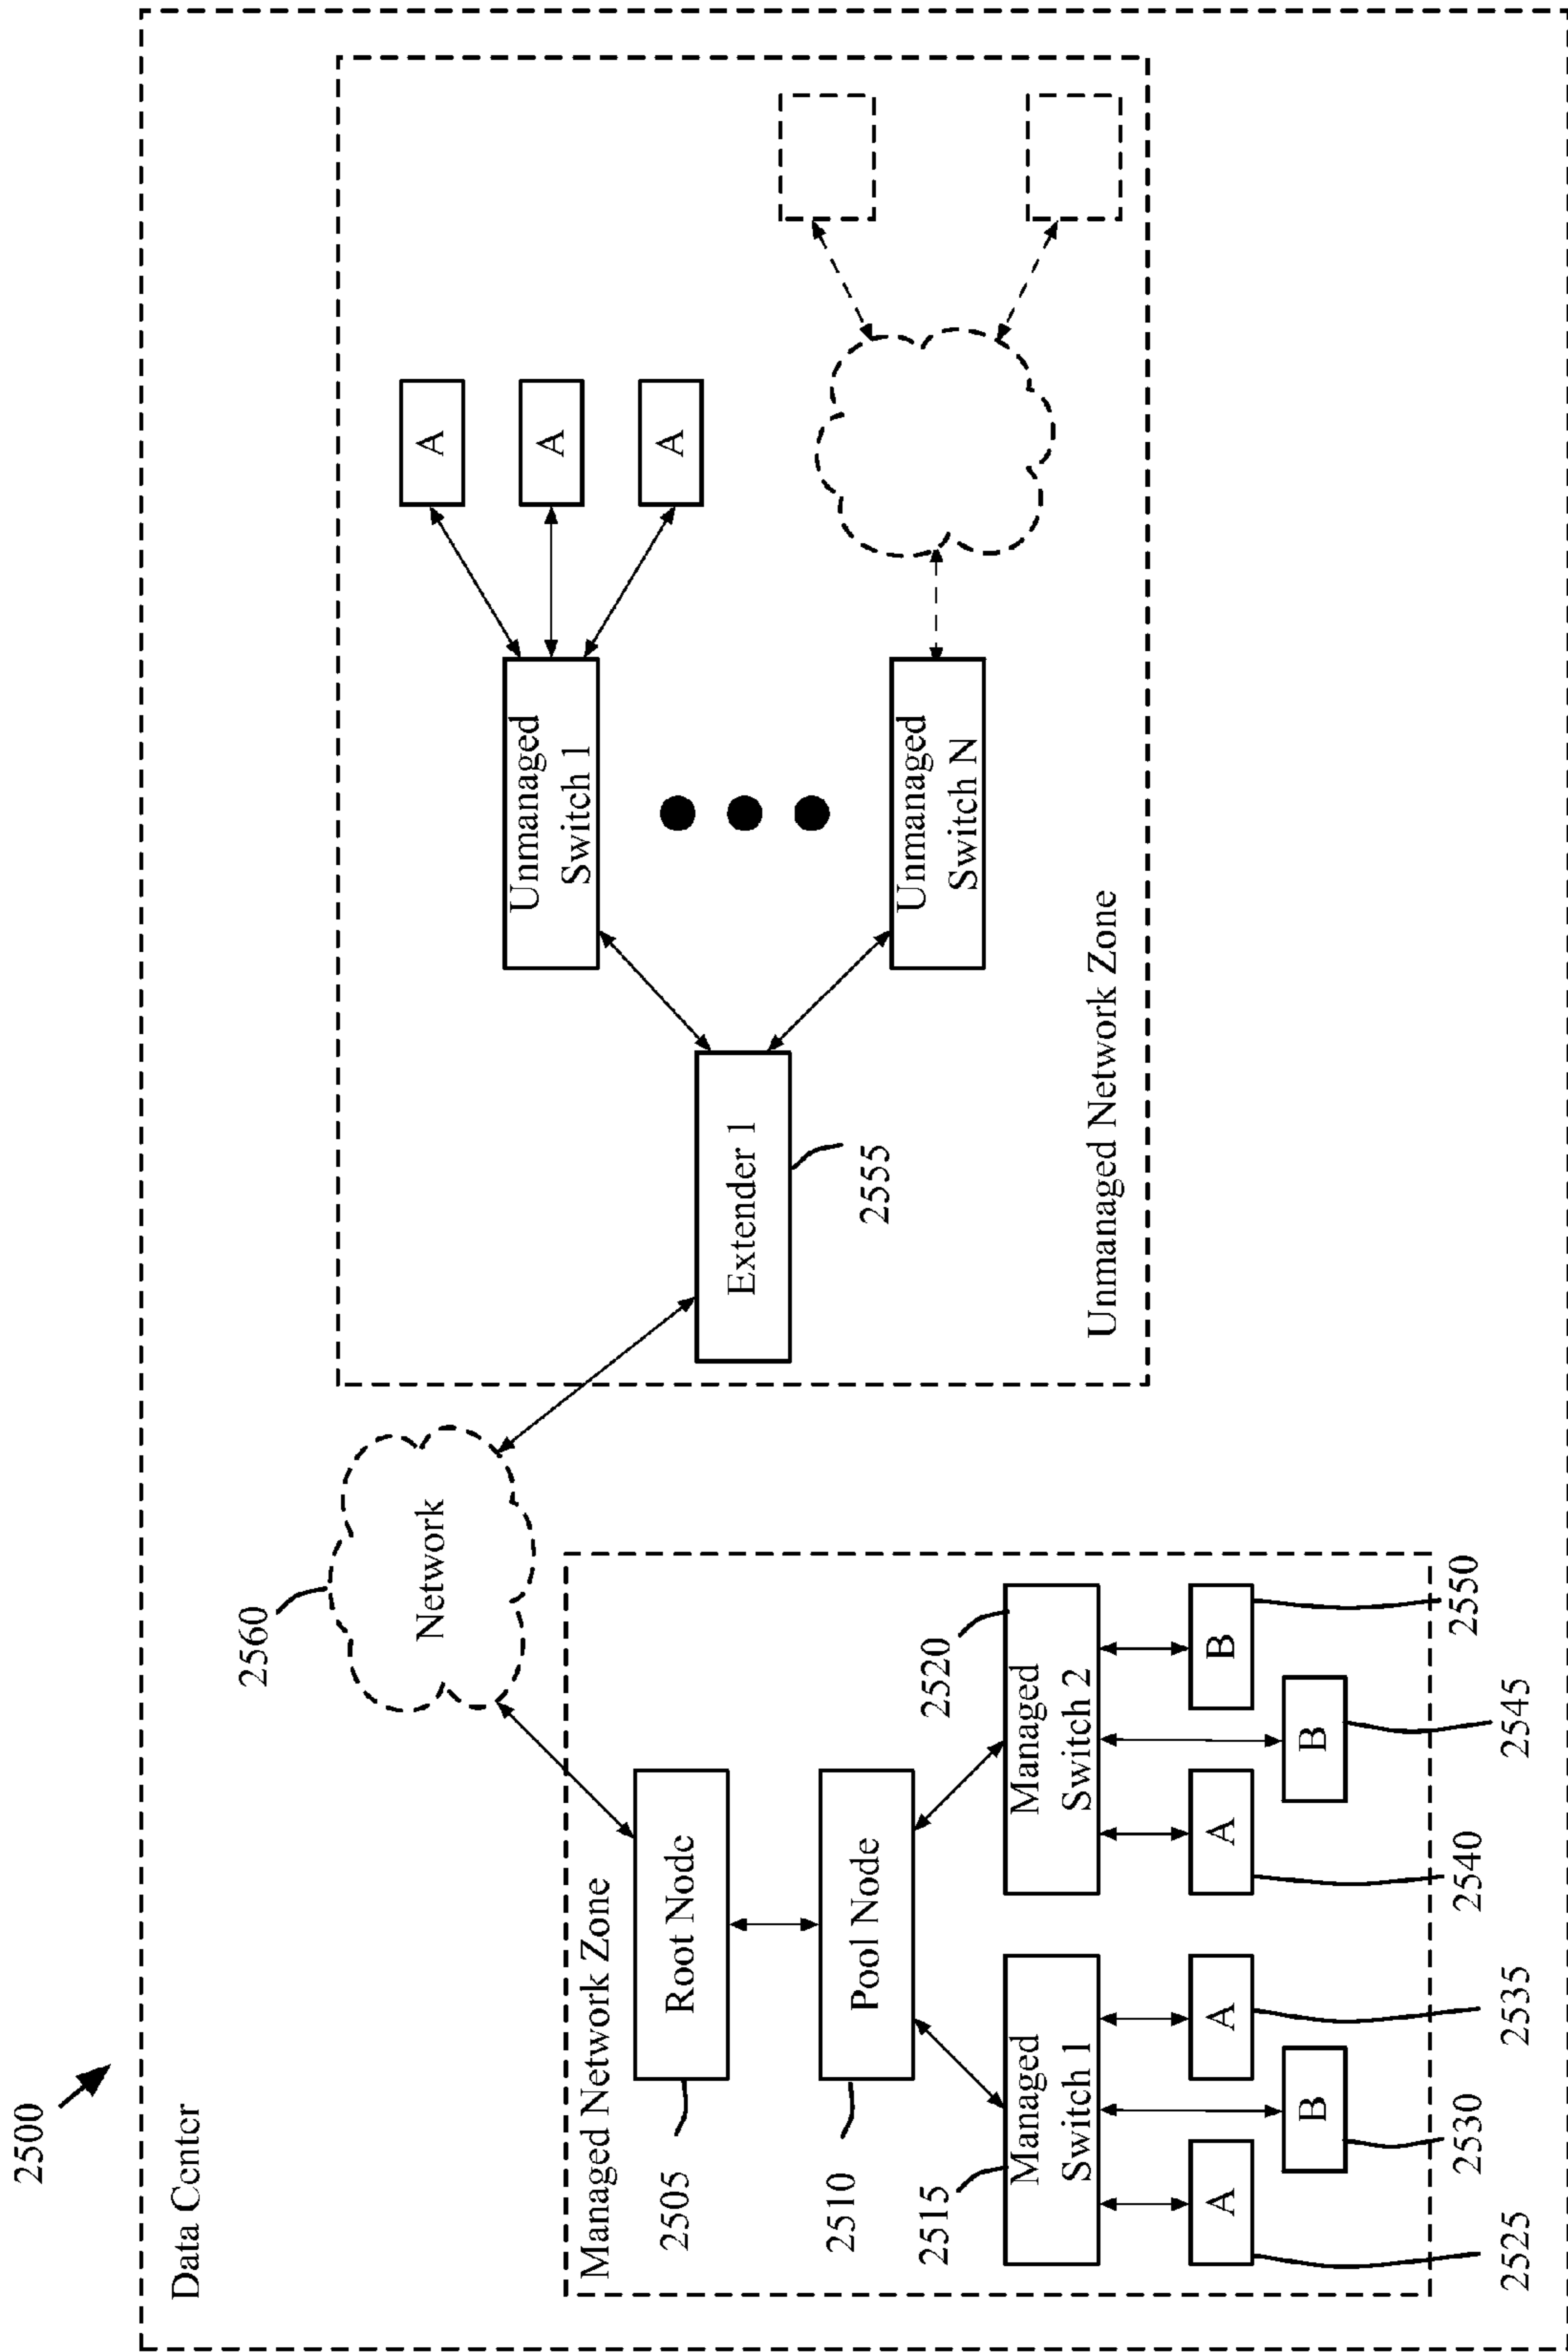 2500
Data Center
2560
Network
Managed Network Zone
Root Node
2505
Pool Node
2510
2515
Managed
Switch 1
2520
Managed
Switch 2
A
B
A
A
B
B
2525
2530
2535
2540
2545
2550
Extender 1
2555
Unmanaged
Switch 1
A
A
A
Unmanaged
Switch N
Unmanaged Network Zone